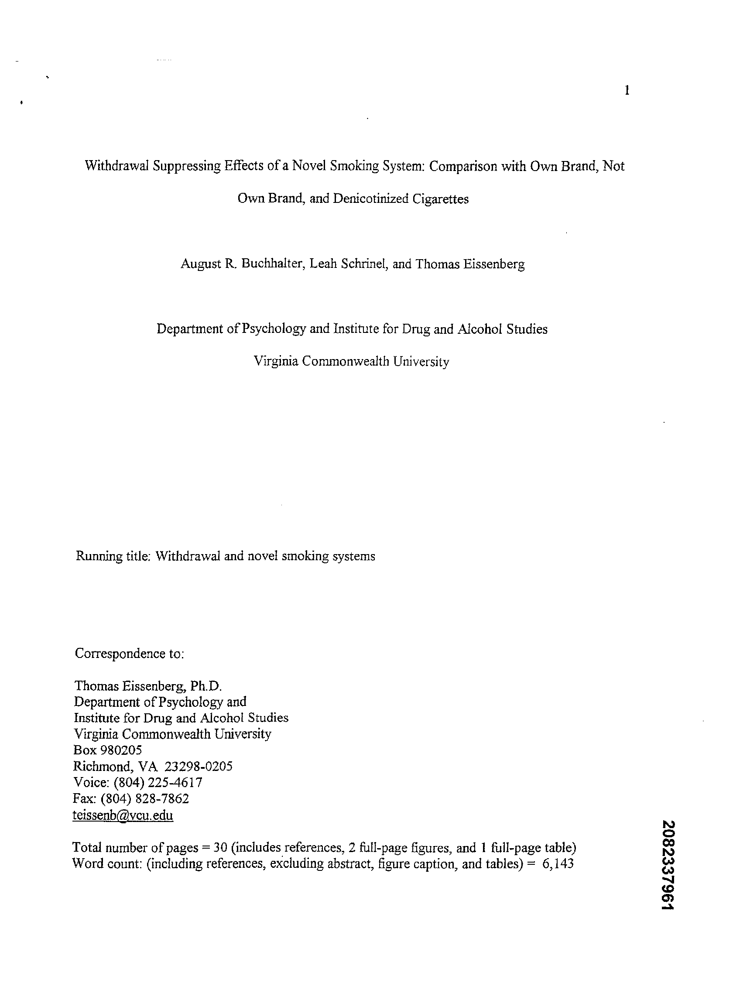 1
Withdrawal Suppressing Effects of a Novel Smoking System: Comparison with Own Brand, Not
Own Brand, and Denicotinized Cigarettes
August R. Buchhalter, Leah Schrinel, and Thomas Eissenberg
Department of Psychology and Institute for Drug and Alcohol Studies
Virginia Commonwealth University
Running title: Withdrawal and novel smoking systems
Correspondence to:
Thomas Eissenberg, Ph.D.
Department of Psychology and
Institute for Drug and Alcohol Studies
Virginia Commonwealth University
Box 980205
Richmond, VA 23298-0205
Voice: (804) 225-4617
Fax: (804) 828-7862
teissenb@vcu.edu
Total number of pages = 30 (includes references, 2 full-page figures, and 1 full-page table)
Word count: (including references, excluding abstract, figure caption, and tables) = 6,143
2082337961